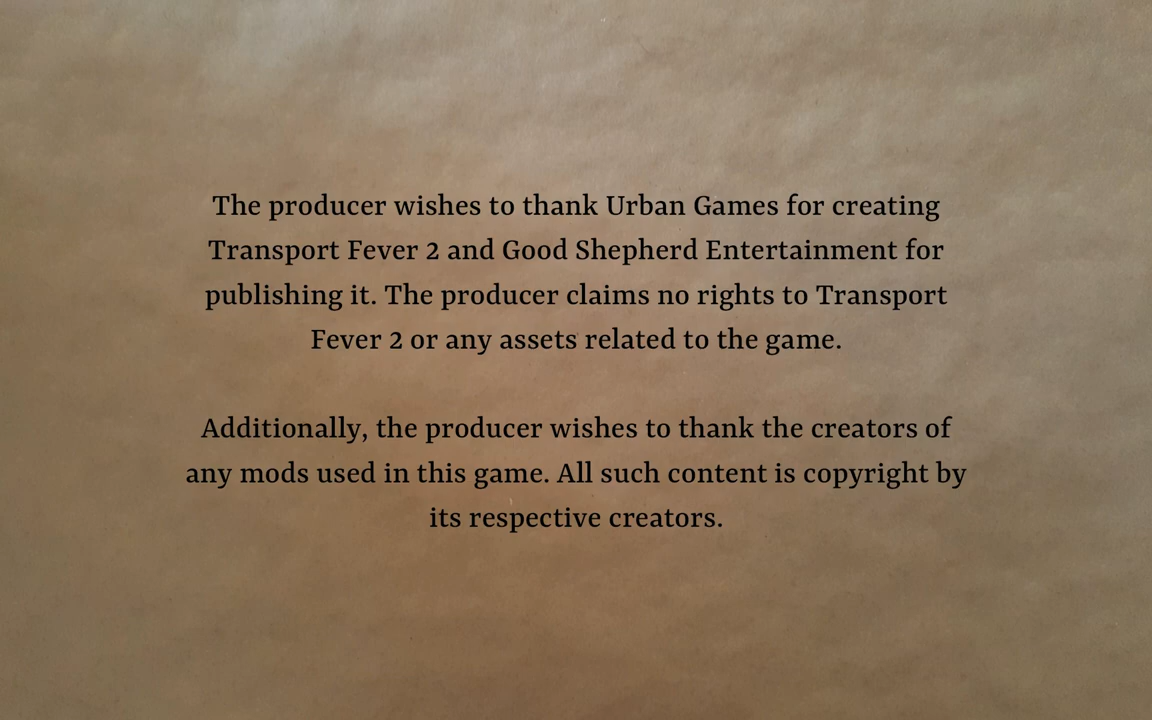 The producer wishes to thank Urban Games for creating
Transport Fever 2 and Good Shepherd Entertainment for
publishing it. The producer claims no rights to Transport
Fever 2 or any assets related to the game.
Additionally, the producer wishes to thank the creators of
any mods used in this game. All such content is copyright by
its respective creators.